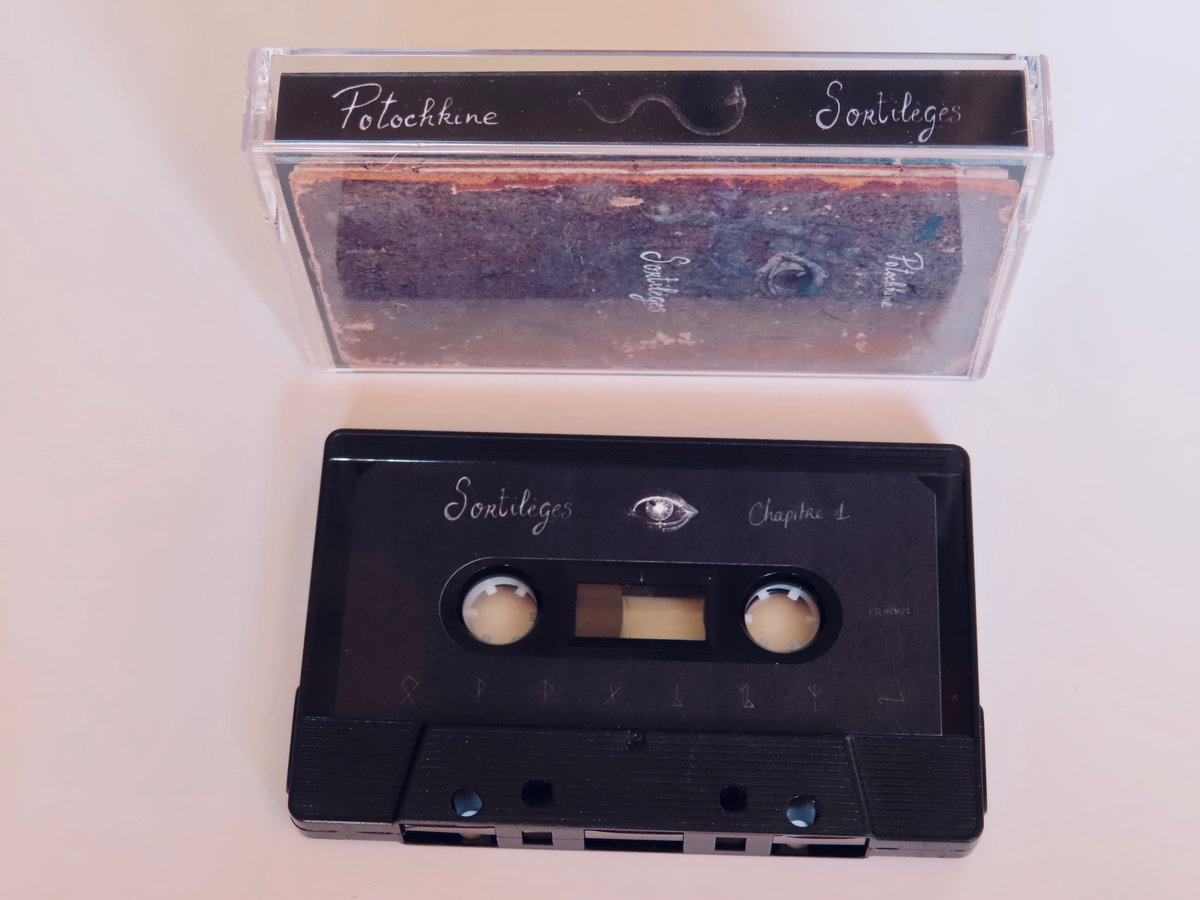 Potochkine Sortilèges
Sortilèges
Potochkine
Sortilèges Chapitre 1